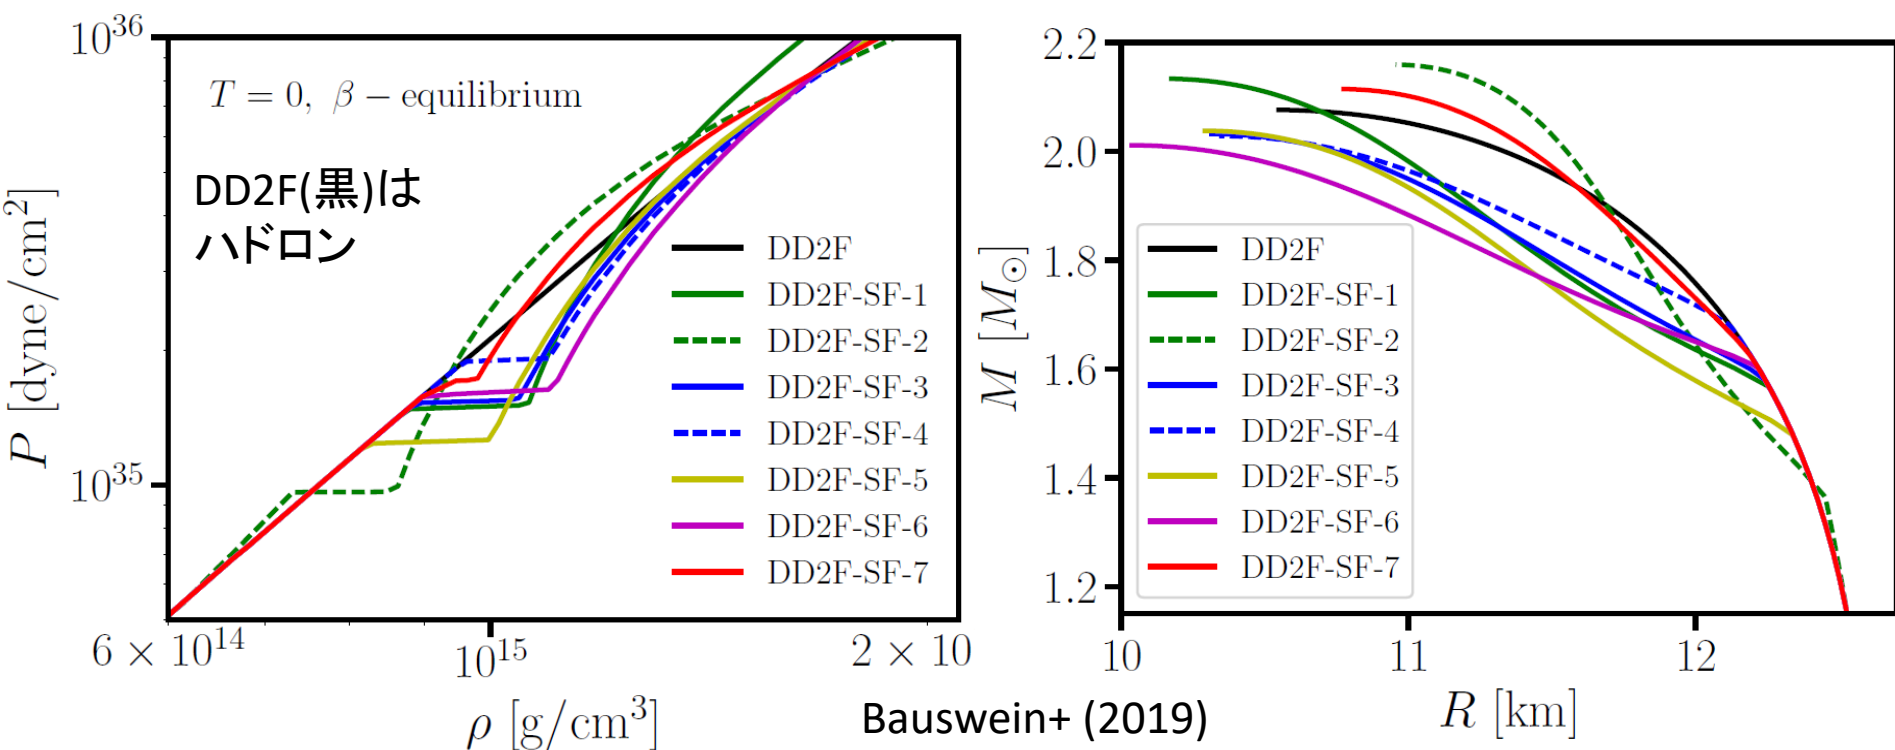 10^36
T = 0, β − equilibrium
DD2F(黒)は
ハドロン
DD2F
DD2F-SF-1
DD2F-SF-2
DD2F-SF-3
DD2F-SF-4
DD2F-SF-5
DD2F-SF-6
DD2F-SF-7
P [dyne/cm^2]
10^35
6 × 10^14
10^15
2 × 10
ρ [g/cm^3]
2.2
2.0
1.8
1.6
1.4
1.2
M [M_⊙]
DD2F
DD2F-SF-1
DD2F-SF-2
DD2F-SF-3
DD2F-SF-4
DD2F-SF-5
DD2F-SF-6
DD2F-SF-7
10
11
12
R [km]
Bauswein+ (2019)